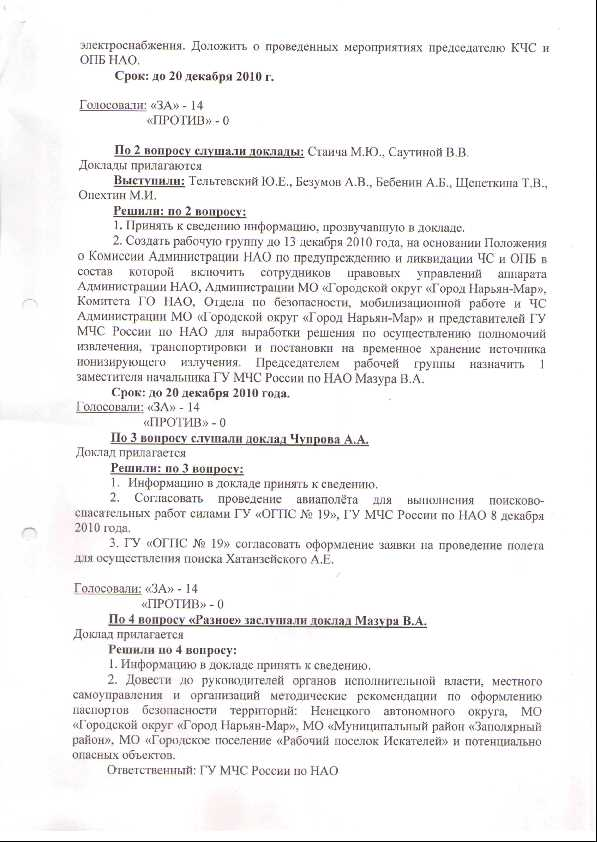 электроснабжения. Доложить о проведенных мероприятиях председателю КЧС и
ОПБ НАО.
Срок: до 20 декабря 2010 г.
Голосовали: «ЗА» - 14
«ПРОТИВ» - 0
По 2 вопросу слушали доклады: Станча М.Ю., Саутиной В.В.
Доклады прилагаются
Выступили: Тельтевский Ю.Е., Безумов А.В., Бебенин А.Б., Щепеткина Т.В.,
Опехтин М.И.
Решили: по 2 вопросу:
1. Принять к сведению информацию, прозвучавшую в докладе.
2. Создать рабочую группу до 13 декабря 2010 года, на основании Положения
о Комиссии Администрации НАО по предупреждению и ликвидации ЧС и ОПБ в
состав которой включить сотрудников правовых управлений аппарата
Администрации НАО, Администрации МО «Городской округ «Город Нарьян-Мар»,
Комитета ГО НАО, Отдела по безопасности, мобилизационной работе и ЧС
Администрации МО «Городской округ «Город Нарьян-Мар» и представителей ГУ
МЧС России по НАО для выработки решения по осуществлению полномочий
извлечения, транспортировки и постановки на временное хранение источника
ионизирующего излучения. Председателем рабочей группы назначить 1
заместителя начальника ГУ МЧС России по НАО Мазура В.А.
Срок: до 20 декабря 2010 года.
Голосовали: «ЗА» - 14
«ПРОТИВ» - 0
По 3 вопросу слушали доклад Чупрова А.А.
Доклад прилагается
Решили: по 3 вопросу:
1. Информацию в докладе принять к сведению.
2. Согласовать проведение авиаполёта для выполнения поисково-
спасательных работ силами ГУ «ОГПС № 19», ГУ МЧС России по НАО 8 декабря
2010 года.
3. ГУ «ОГПС № 19» согласовать оформление заявки на проведение полета
для осуществления поиска Хатанзейского А.Е.
Голосовали: «ЗА» - 14
«ПРОТИВ» - 0
По 4 вопросу «Разное» заслушали доклад Мазура В.А.
Доклад прилагается
Решили по 4 вопросу:
1. Информацию в докладе принять к сведению.
2. Довести до руководителей органов исполнительной власти, местного
самоуправления и организаций методические рекомендации по оформлению
паспортов безопасности территорий: Ненецкого автономного округа, МО
«Городской округ «Город Нарьян-Мар», МО «Муниципальный район «Заполярный
район», МО «Городское поселение «Рабочий поселок Искателей» и потенциально
опасных объектов.
Ответственный: ГУ МЧС России по НАО